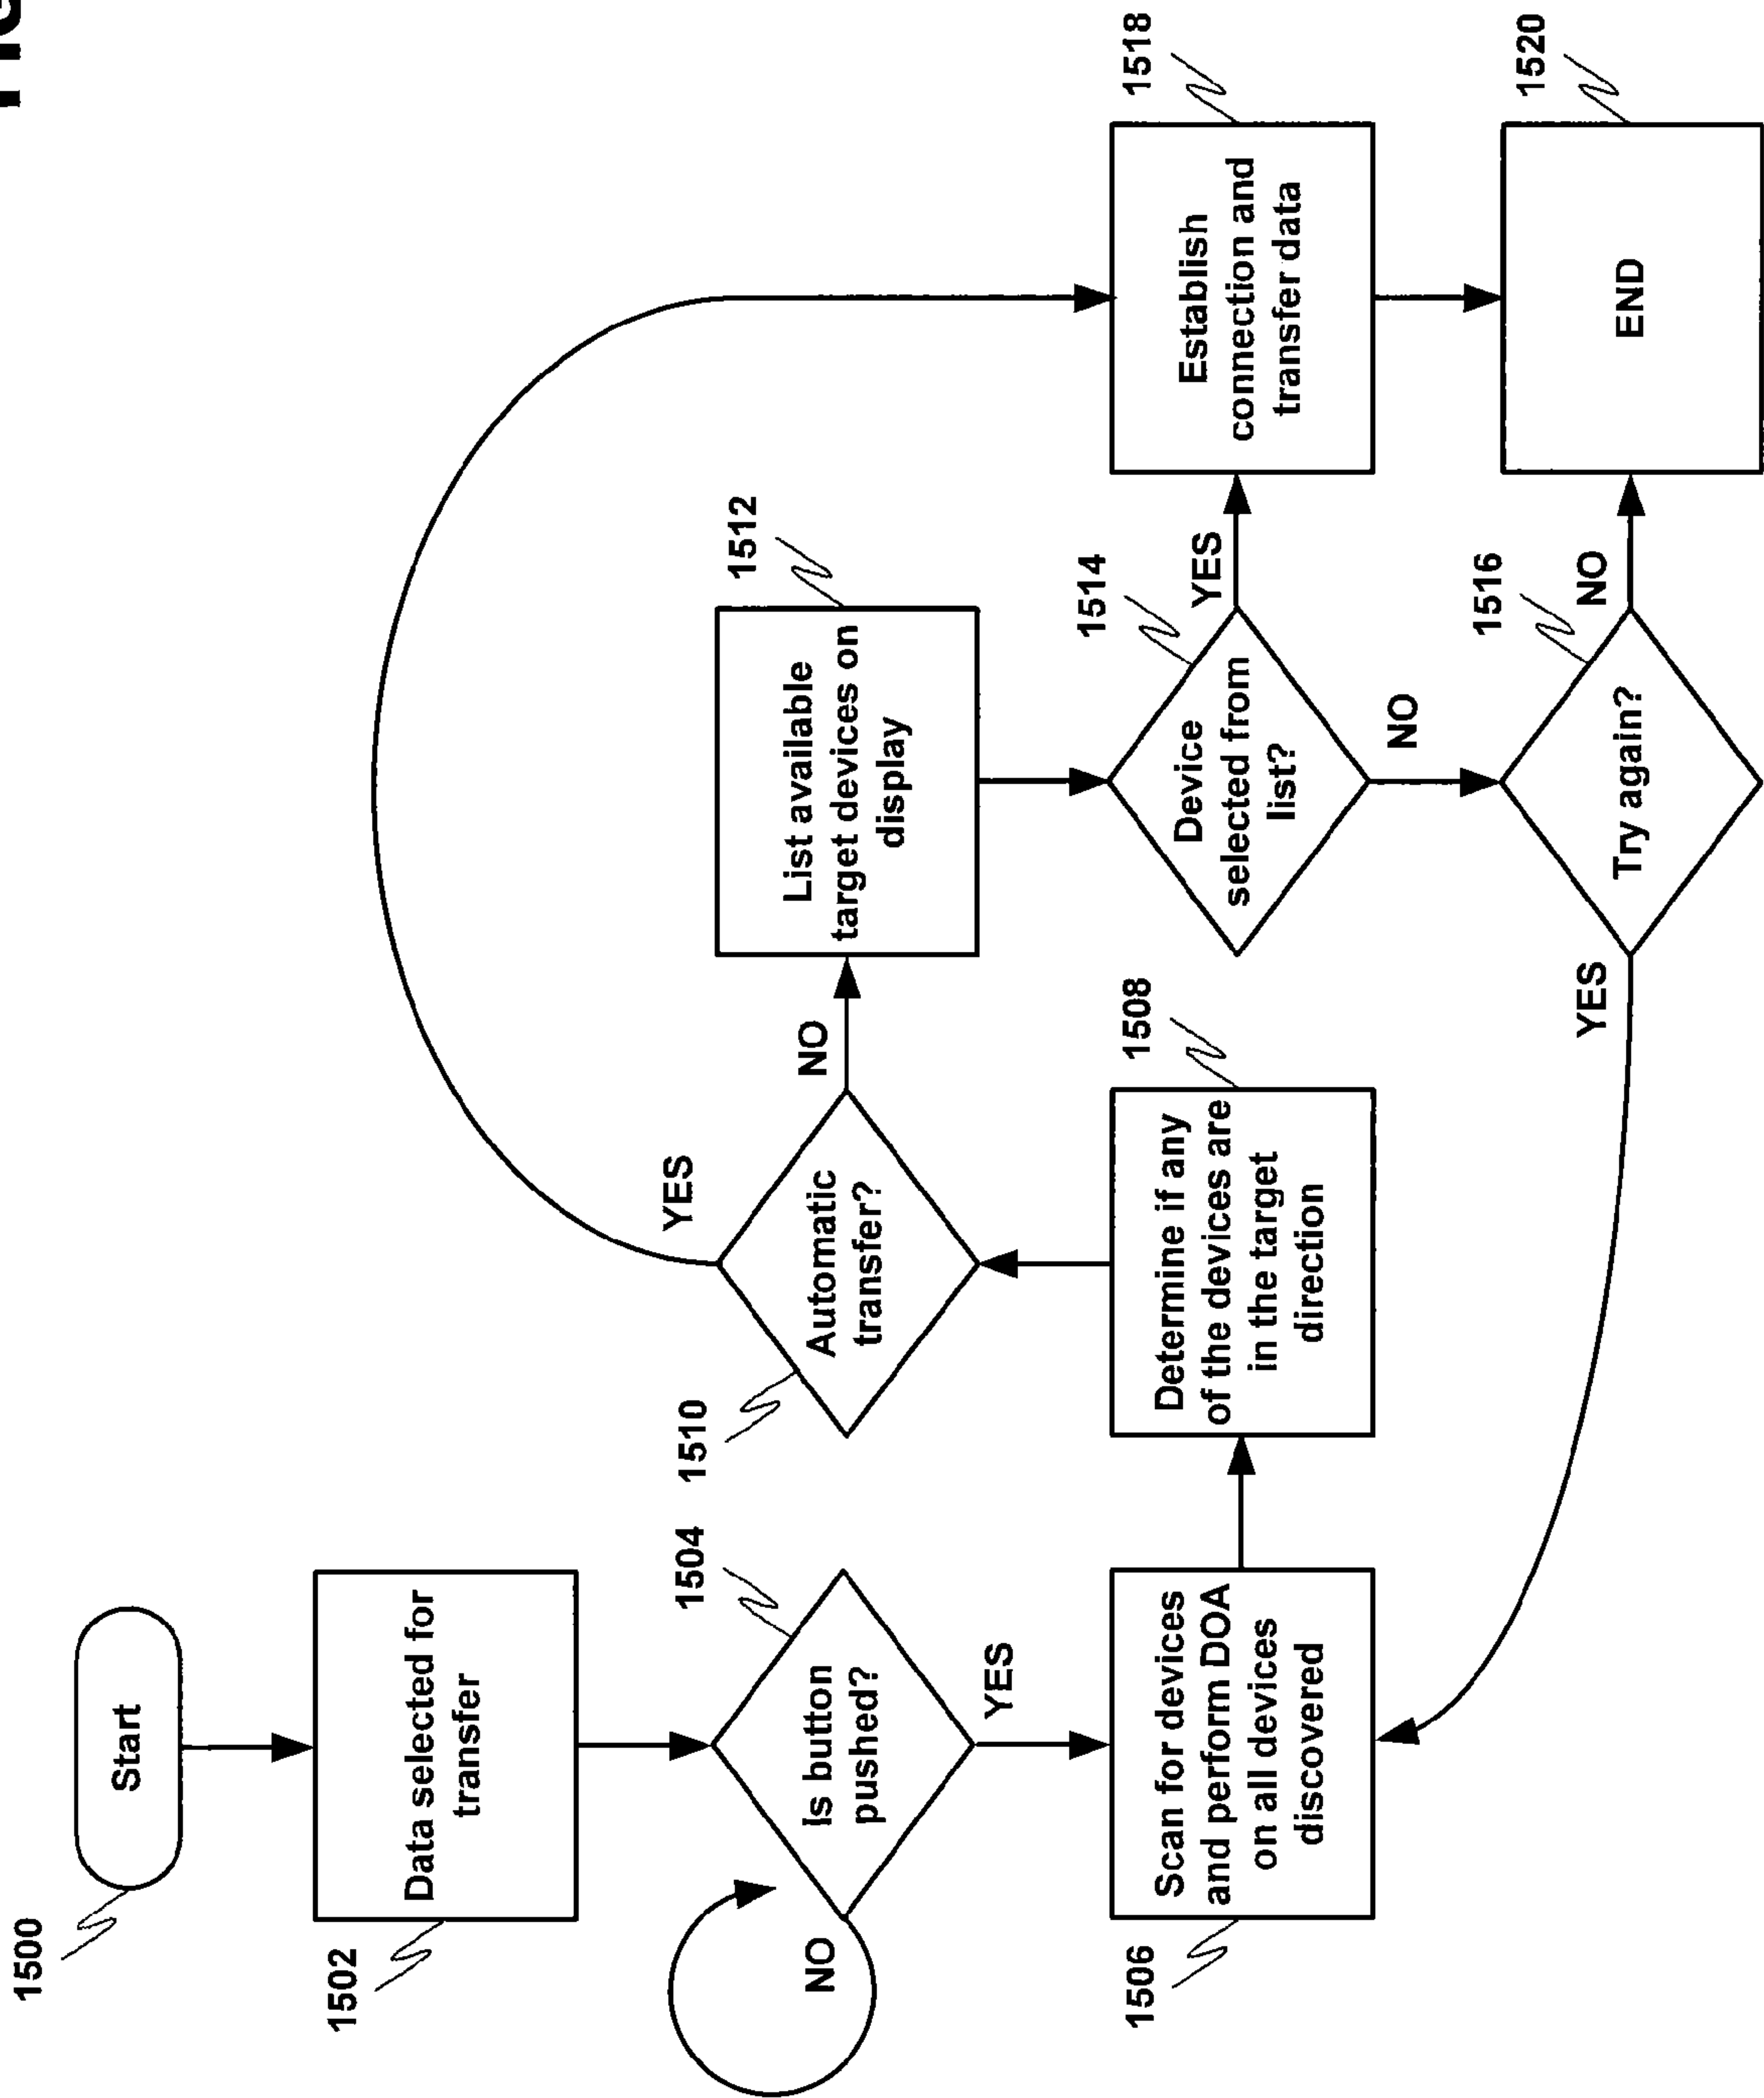 1500
Start
1502
Data selected for
transfer
1504
Is button
pushed?
NO
YES
1506
Scan for devices
and perform DOA
on all devices
discovered
1508
Determine if any
of the devices are
in the target
direction
1510
Automatic
transfer?
YES
NO
1512
List available
target devices on
display
1514
Device
selected from
list?
YES
NO
1516
Try again?
YES
NO
1518
Establish
connection and
transfer data
1520
END